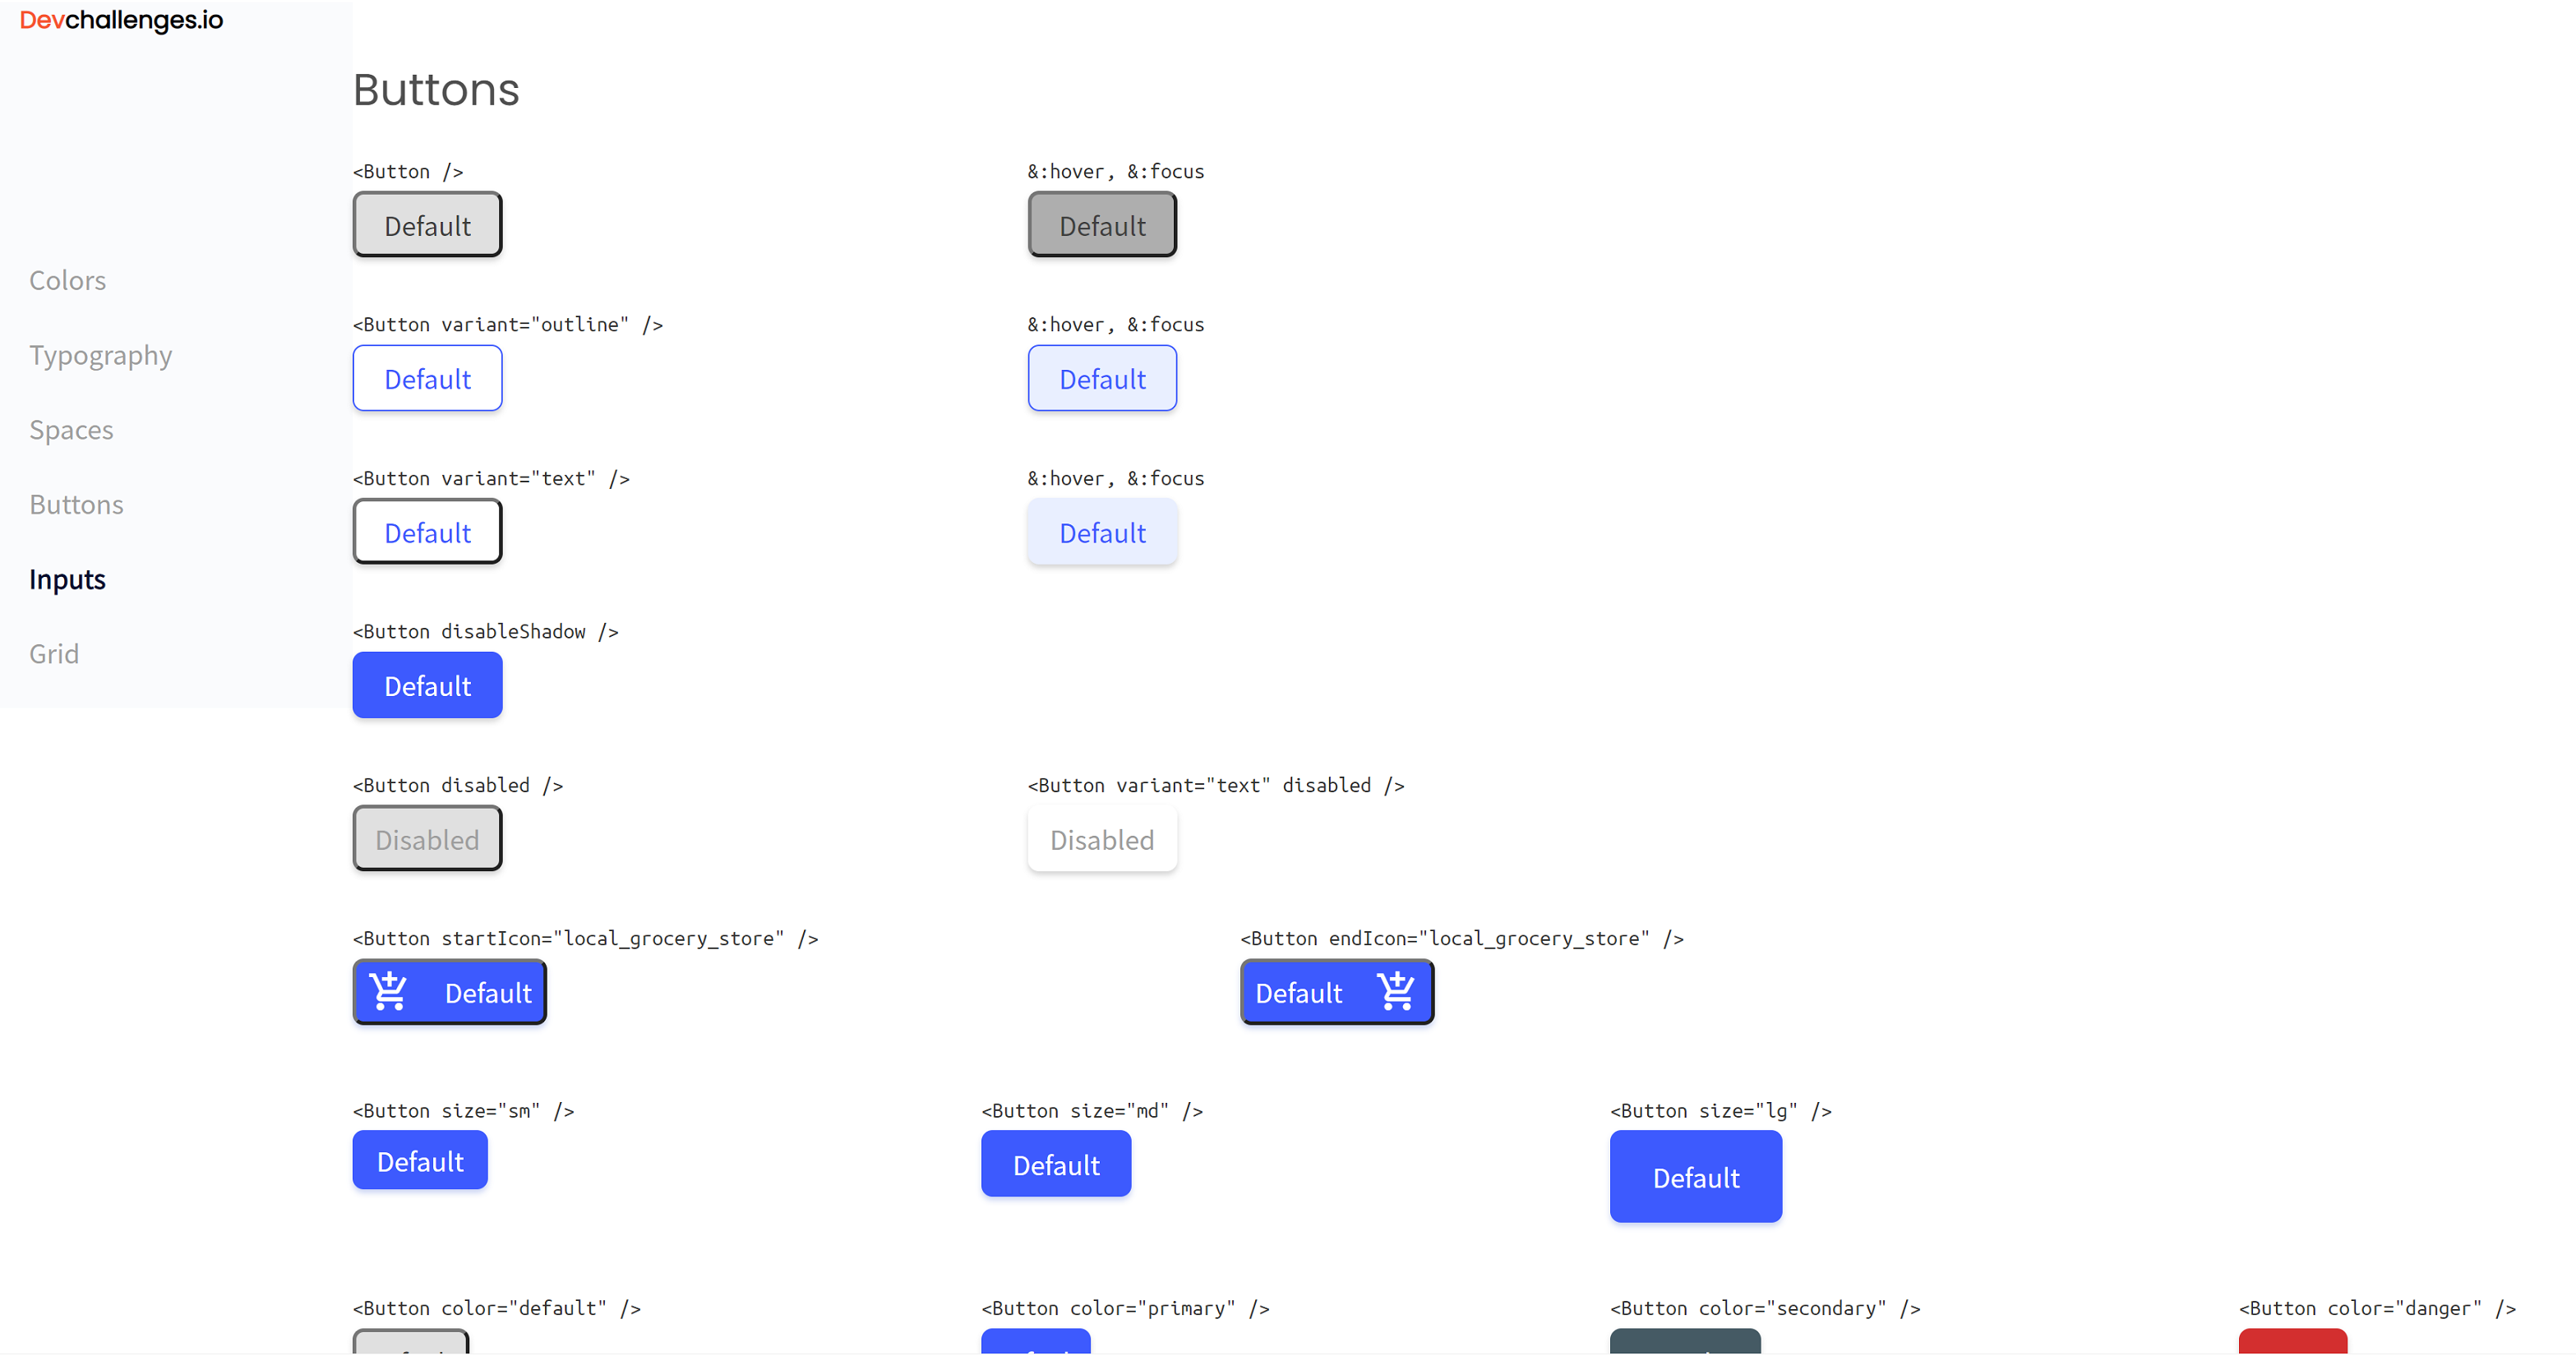 Devchallenges.io
Colors
Typography
Spaces
Buttons
Inputs
Grid
Buttons
<Button />
&:hover, &:focus
Default
Default
<Button variant="outline" />
&:hover, &:focus
Default
Default
<Button variant="text" />
&:hover, &:focus
Default
Default
<Button disableShadow />
Default
<Button disabled />
<Button variant="text" disabled />
Disabled
Disabled
<Button startIcon="local_grocery_store" />
<Button endIcon="local_grocery_store" />
Default
Default
<Button size="sm" />
<Button size="md" />
<Button size="lg" />
Default
Default
Default
<Button color="default" />
<Button color="primary" />
<Button color="secondary" />
<Button color="danger" />